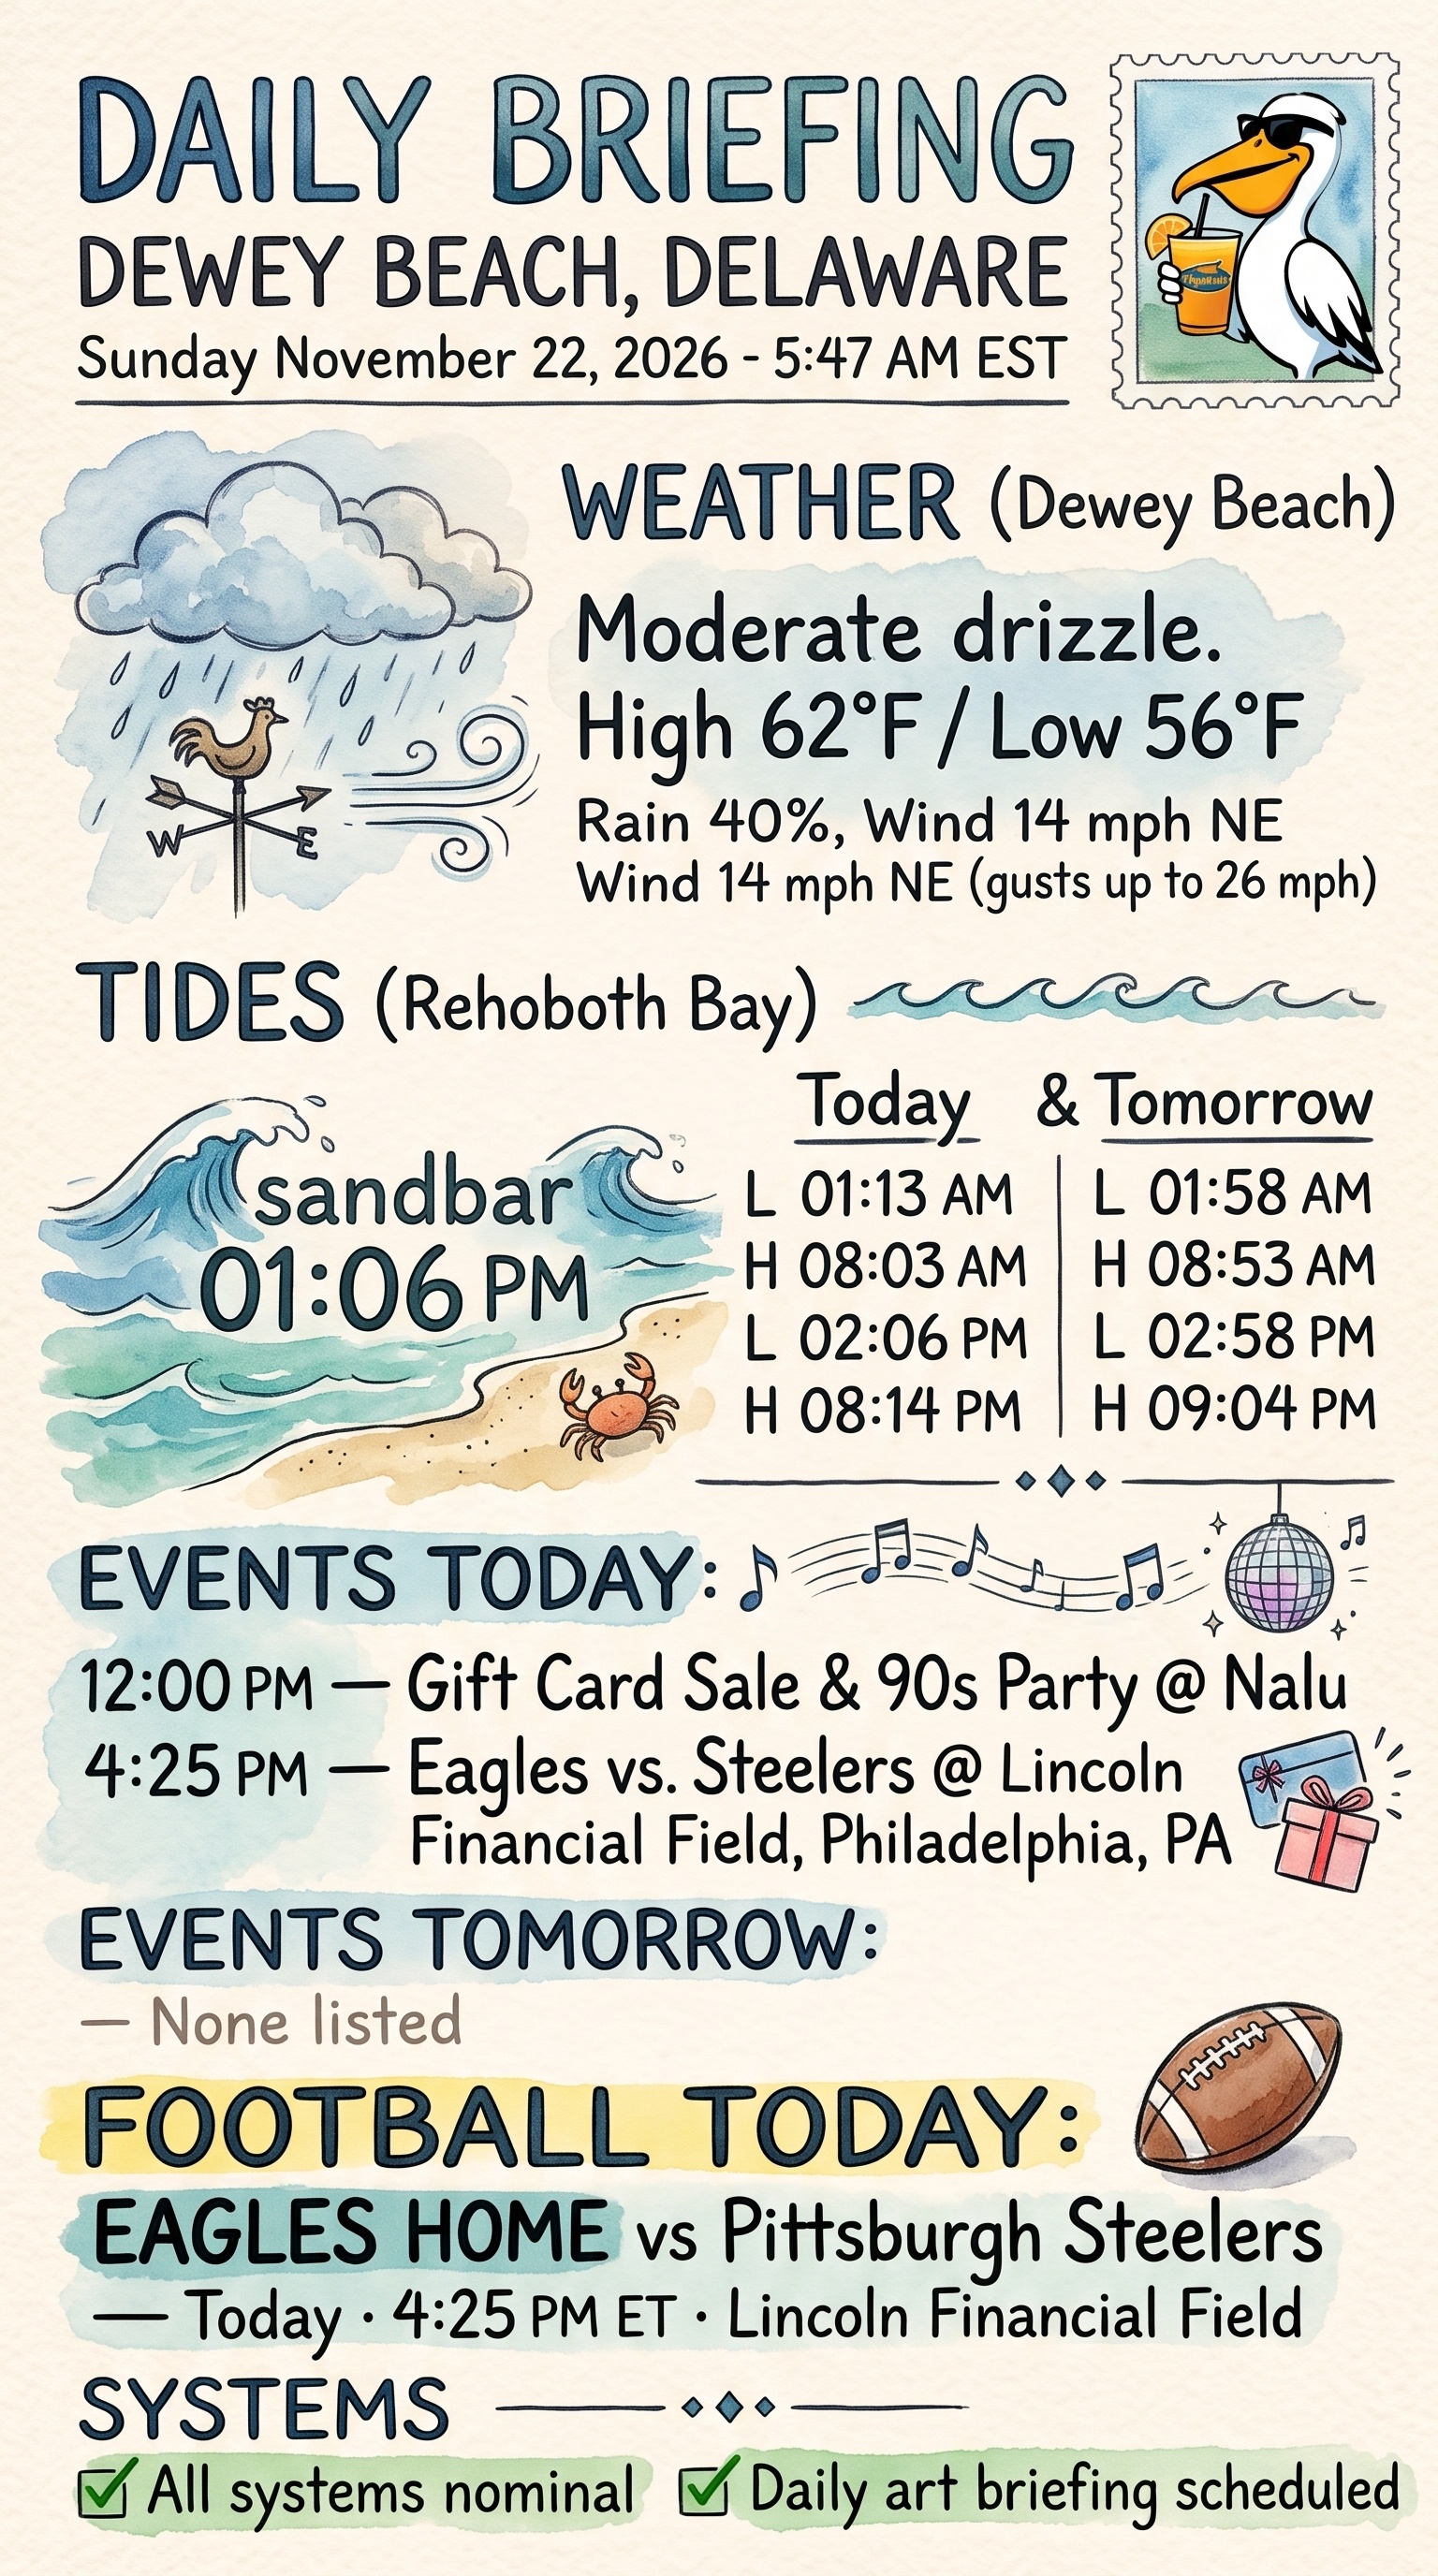 DAILY BRIEFING
DEWEY BEACH, DELAWARE
Sunday November 22, 2026 - 5:47 AM EST
WEATHER (Dewey Beach)
Moderate drizzle.
High 62°F / Low 56°F
Rain 40%, Wind 14 mph NE
Wind 14 mph NE (gusts up to 26 mph)
W E
TIDES (Rehoboth Bay)
Today & Tomorrow
sandbar
01:06 PM
L 01:13 AM L 01:58 AM
H 08:03 AM H 08:53 AM
L 02:06 PM L 02:58 PM
H 08:14 PM H 09:04 PM
EVENTS TODAY:
12:00 PM — Gift Card Sale & 90s Party @ Nalu
4:25 PM — Eagles vs. Steelers @ Lincoln
Financial Field, Philadelphia, PA
EVENTS TOMORROW:
— None listed
FOOTBALL TODAY:
EAGLES HOME vs Pittsburgh Steelers
— Today · 4:25 PM ET · Lincoln Financial Field
SYSTEMS
All systems nominal
Daily art briefing scheduled